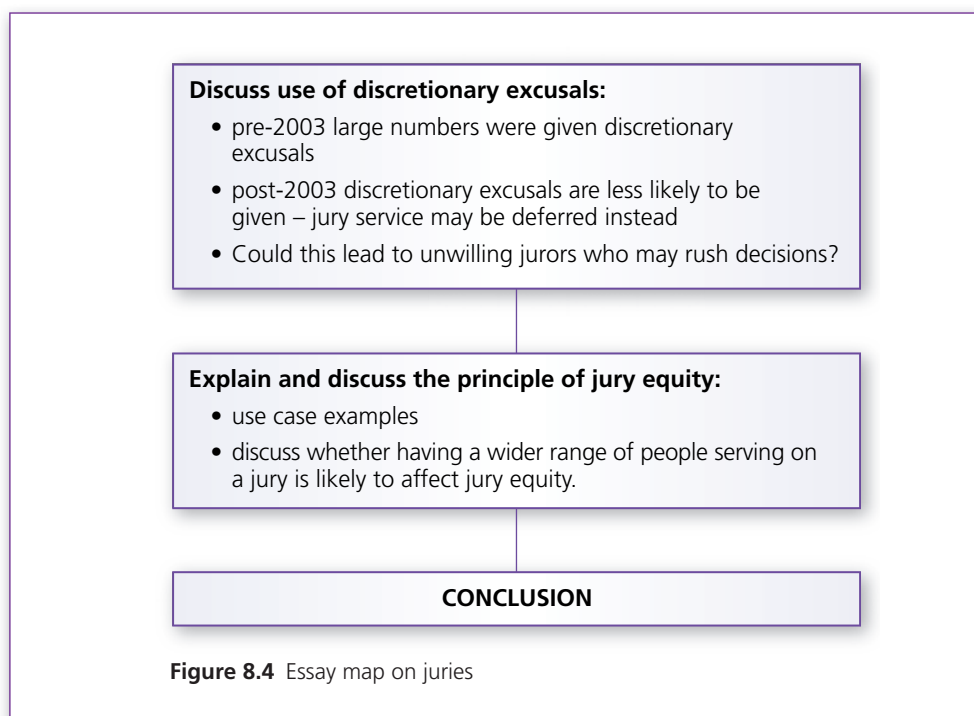 Discuss use of discretionary excusals:
• pre-2003 large numbers were given discretionary
excusals
• post-2003 discretionary excusals are less likely to be
given – jury service may be deferred instead
• Could this lead to unwilling jurors who may rush decisions?
Explain and discuss the principle of jury equity:
• use case examples
• discuss whether having a wider range of people serving on
a jury is likely to affect jury equity.
CONCLUSION
Figure 8.4 Essay map on juries